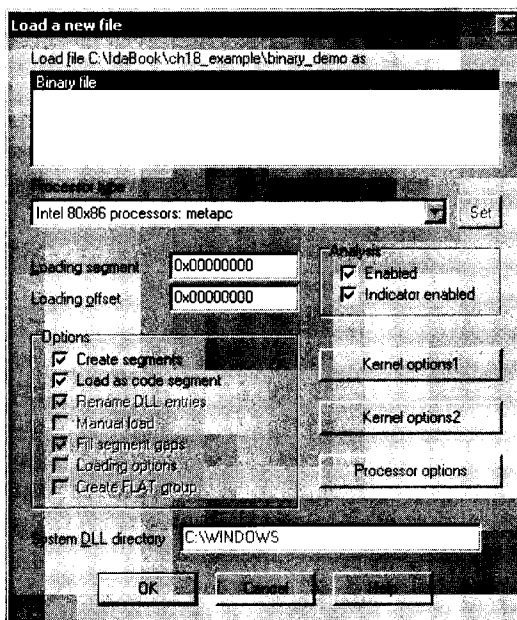 Load a new file
Load file C:\IdaBook\ch18_example\binary_demo as
Binary file
Processor type
Intel 80x86 processors: metapc
Set
Loading segment
0x00000000
Loading offset
0x00000000
Analysis
Enabled
Indicator enabled
Options
Create segments
Load as code segment
Rename DLL entries
Manual load
Fill segment gaps
Loading options
Create FLAT group
Kernel options1
Kernel options2
Processor options
System DLL directory
C:\WINDOWS
OK
Cancel
Help